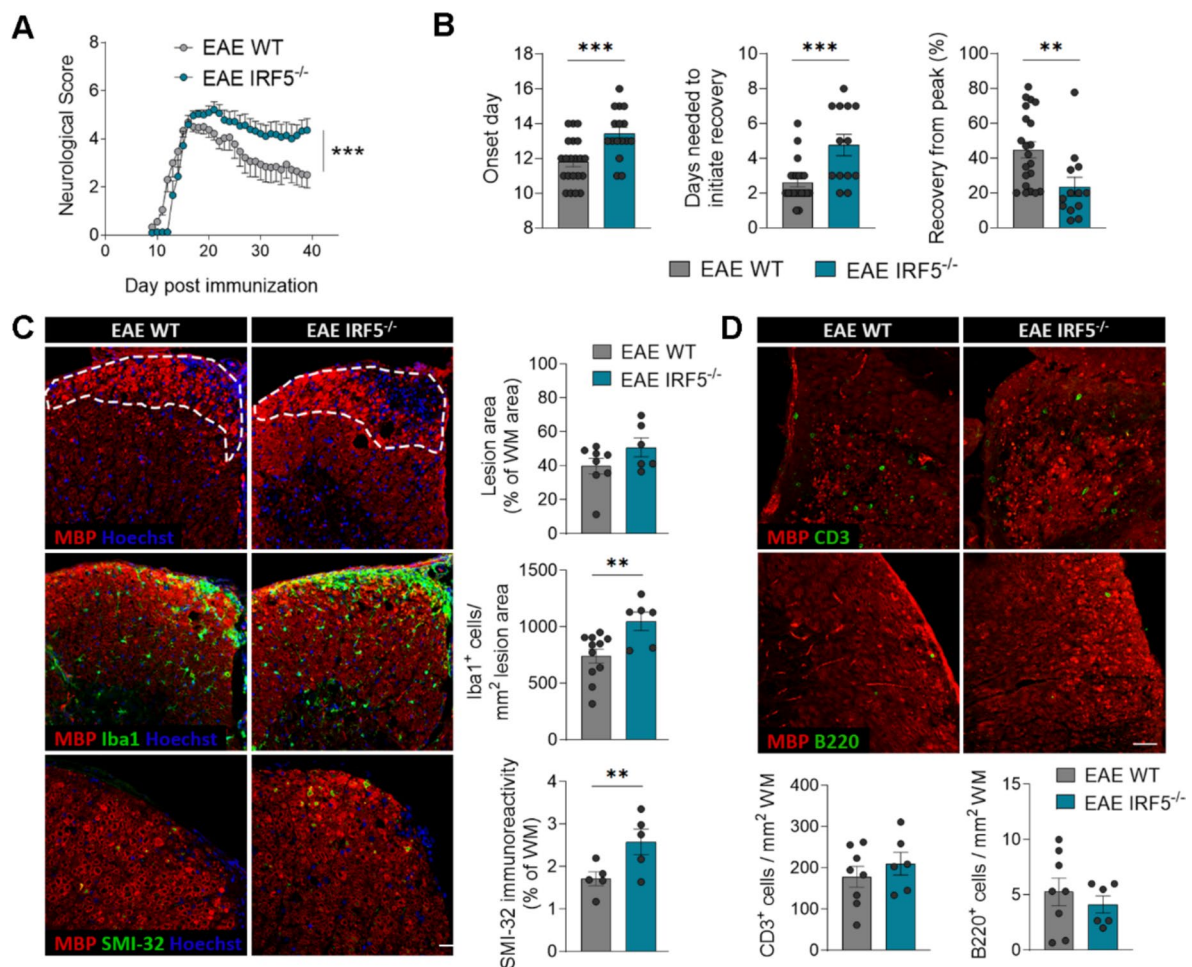 A
EAE WT
EAE IRF5-/-
Neurological Score
8
6
4
2
0
0 10 20 30 40
Day post immunization
***
B
Onset day
18
16
14
12
10
8
***
Days needed to
initiate recovery
10
8
6
4
2
0
***
Recovery from peak (%)
100
80
60
40
20
0
**
EAE WT EAE IRF5-/-
C
EAE WT EAE IRF5-/-
MBP Hoechst
MBP Iba1 Hoechst
MBP SMI-32 Hoechst
EAE WT
EAE IRF5-/-
Lesion area
(% of WM area)
100
80
60
40
20
0
Iba1+ cells/
mm2 lesion area
1500
1000
500
0
**
SMI-32 immunoreactivity
(% of WM)
4
3
2
1
0
**
D
EAE WT EAE IRF5-/-
MBP CD3
MBP B220
CD3+ cells / mm2 WM
400
300
200
100
0
B220+ cells / mm2 WM
15
10
5
0
EAE WT
EAE IRF5-/-